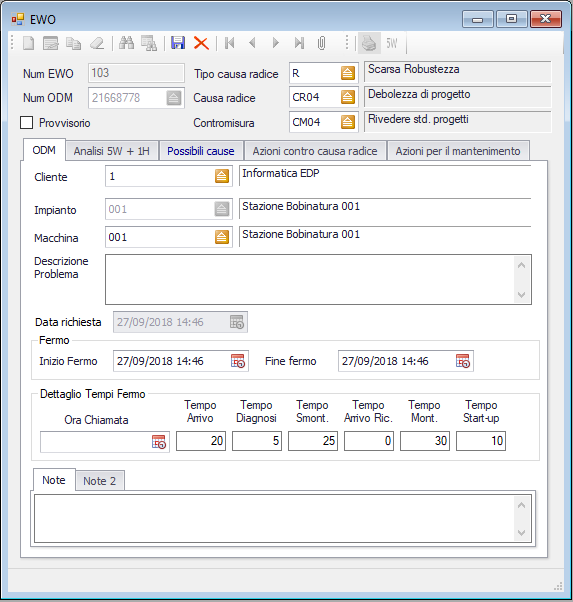 EWO
5W
Num EWO 103 Tipo causa radice R Scarsa Robustezza
Num ODM 21668778 Causa radice CR04 Debolezza di progetto
Provvisorio Contromisura CM04 Rivedere std. progetti
ODM Analisi 5W + 1H Possibili cause Azioni contro causa radice Azioni per il mantenimento
Cliente 1 Informatica EDP
Impianto 001 Stazione Bobinatura 001
Macchina 001 Stazione Bobinatura 001
Descrizione
Problema
Data richiesta 27/09/2018 14:46
Fermo
Inizio Fermo 27/09/2018 14:46 Fine fermo 27/09/2018 14:46
Dettaglio Tempi Fermo
Ora Chiamata
Tempo Arrivo Tempo Diagnosi Tempo Smont. Tempo Arrivo Ric. Tempo Mont. Tempo Start-up
20 5 25 0 30 10
Note Note 2